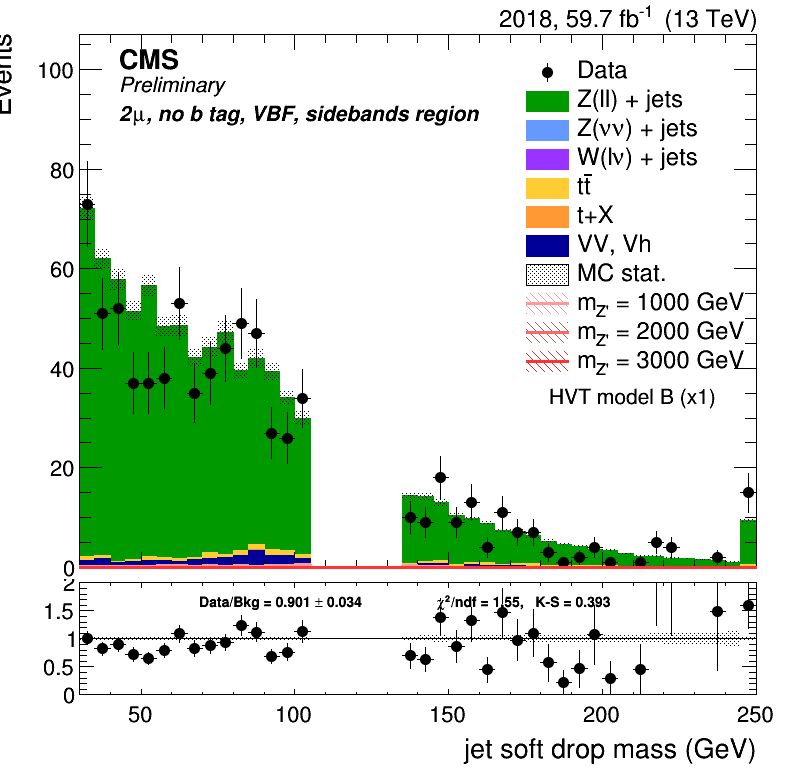 2018, 59.7 fb⁻¹ (13 TeV)
Events
CMS
Preliminary
2μ, no b tag, VBF, sidebands region
Data
Z(ll) + jets
Z(νν) + jets
W(lν) + jets
tt̄
t+X
VV, Vh
MC stat.
m_Z' = 1000 GeV
m_Z' = 2000 GeV
m_Z' = 3000 GeV
HVT model B (x1)
100
80
60
40
20
0
Data/Bkg = 0.901 ± 0.034
χ²/ndf = 1.55, K-S = 0.393
2
1.5
1
0.5
0
50 100 150 200 250
jet soft drop mass (GeV)